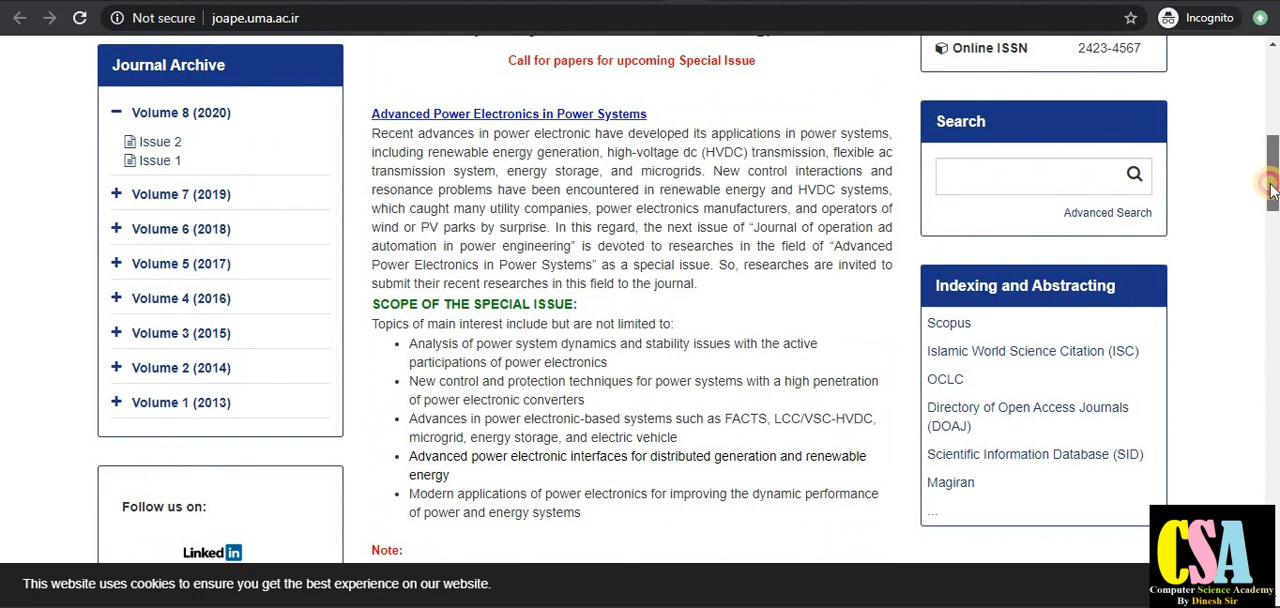 Not secure | joape.uma.ac.ir
Incognito
Journal Archive
Volume 8 (2020)
Issue 2
Issue 1
Volume 7 (2019)
Volume 6 (2018)
Volume 5 (2017)
Volume 4 (2016)
Volume 3 (2015)
Volume 2 (2014)
Volume 1 (2013)
Follow us on:
Linked in
Call for papers for upcoming Special Issue
Advanced Power Electronics in Power Systems
Recent advances in power electronic have developed its applications in power systems,
including renewable energy generation, high-voltage dc (HVDC) transmission, flexible ac
transmission system, energy storage, and microgrids. New control interactions and
resonance problems have been encountered in renewable energy and HVDC systems,
which caught many utility companies, power electronics manufacturers, and operators of
wind or PV parks by surprise. In this regard, the next issue of “Journal of operation ad
automation in power engineering” is devoted to researches in the field of “Advanced
Power Electronics in Power Systems” as a special issue. So, researches are invited to
submit their recent researches in this field to the journal.
SCOPE OF THE SPECIAL ISSUE:
Topics of main interest include but are not limited to:
• Analysis of power system dynamics and stability issues with the active
participations of power electronics
• New control and protection techniques for power systems with a high penetration
of power electronic converters
• Advances in power electronic-based systems such as FACTS, LCC/VSC-HVDC,
microgrid, energy storage, and electric vehicle
• Advanced power electronic interfaces for distributed generation and renewable
energy
• Modern applications of power electronics for improving the dynamic performance
of power and energy systems
Note:
Online ISSN 2423-4567
Search
Advanced Search
Indexing and Abstracting
Scopus
Islamic World Science Citation (ISC)
OCLC
Directory of Open Access Journals
(DOAJ)
Scientific Information Database (SID)
Magiran
...
This website uses cookies to ensure you get the best experience on our website.
CSA
Computer Science Academy
By Dinesh Sir